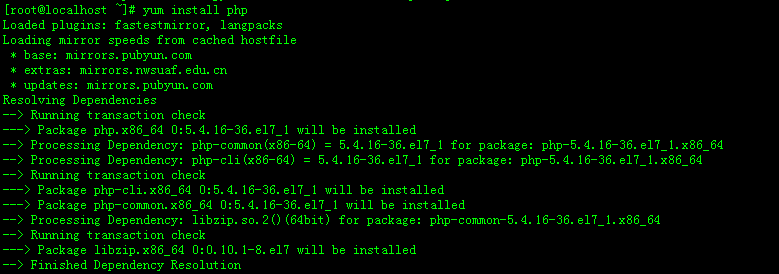 [root@localhost ~]# yum install php
Loaded plugins: fastestmirror, langpacks
Loading mirror speeds from cached hostfile
 * base: mirrors.pubyun.com
 * extras: mirrors.nwsuaf.edu.cn
 * updates: mirrors.pubyun.com
Resolving Dependencies
--> Running transaction check
---> Package php.x86_64 0:5.4.16-36.el7_1 will be installed
--> Processing Dependency: php-common(x86-64) = 5.4.16-36.el7_1 for package: php-5.4.16-36.el7_1.x86_64
--> Processing Dependency: php-cli(x86-64) = 5.4.16-36.el7_1 for package: php-5.4.16-36.el7_1.x86_64
--> Running transaction check
---> Package php-cli.x86_64 0:5.4.16-36.el7_1 will be installed
---> Package php-common.x86_64 0:5.4.16-36.el7_1 will be installed
--> Processing Dependency: libzip.so.2()(64bit) for package: php-common-5.4.16-36.el7_1.x86_64
--> Running transaction check
---> Package libzip.x86_64 0:0.10.1-8.el7 will be installed
--> Finished Dependency Resolution